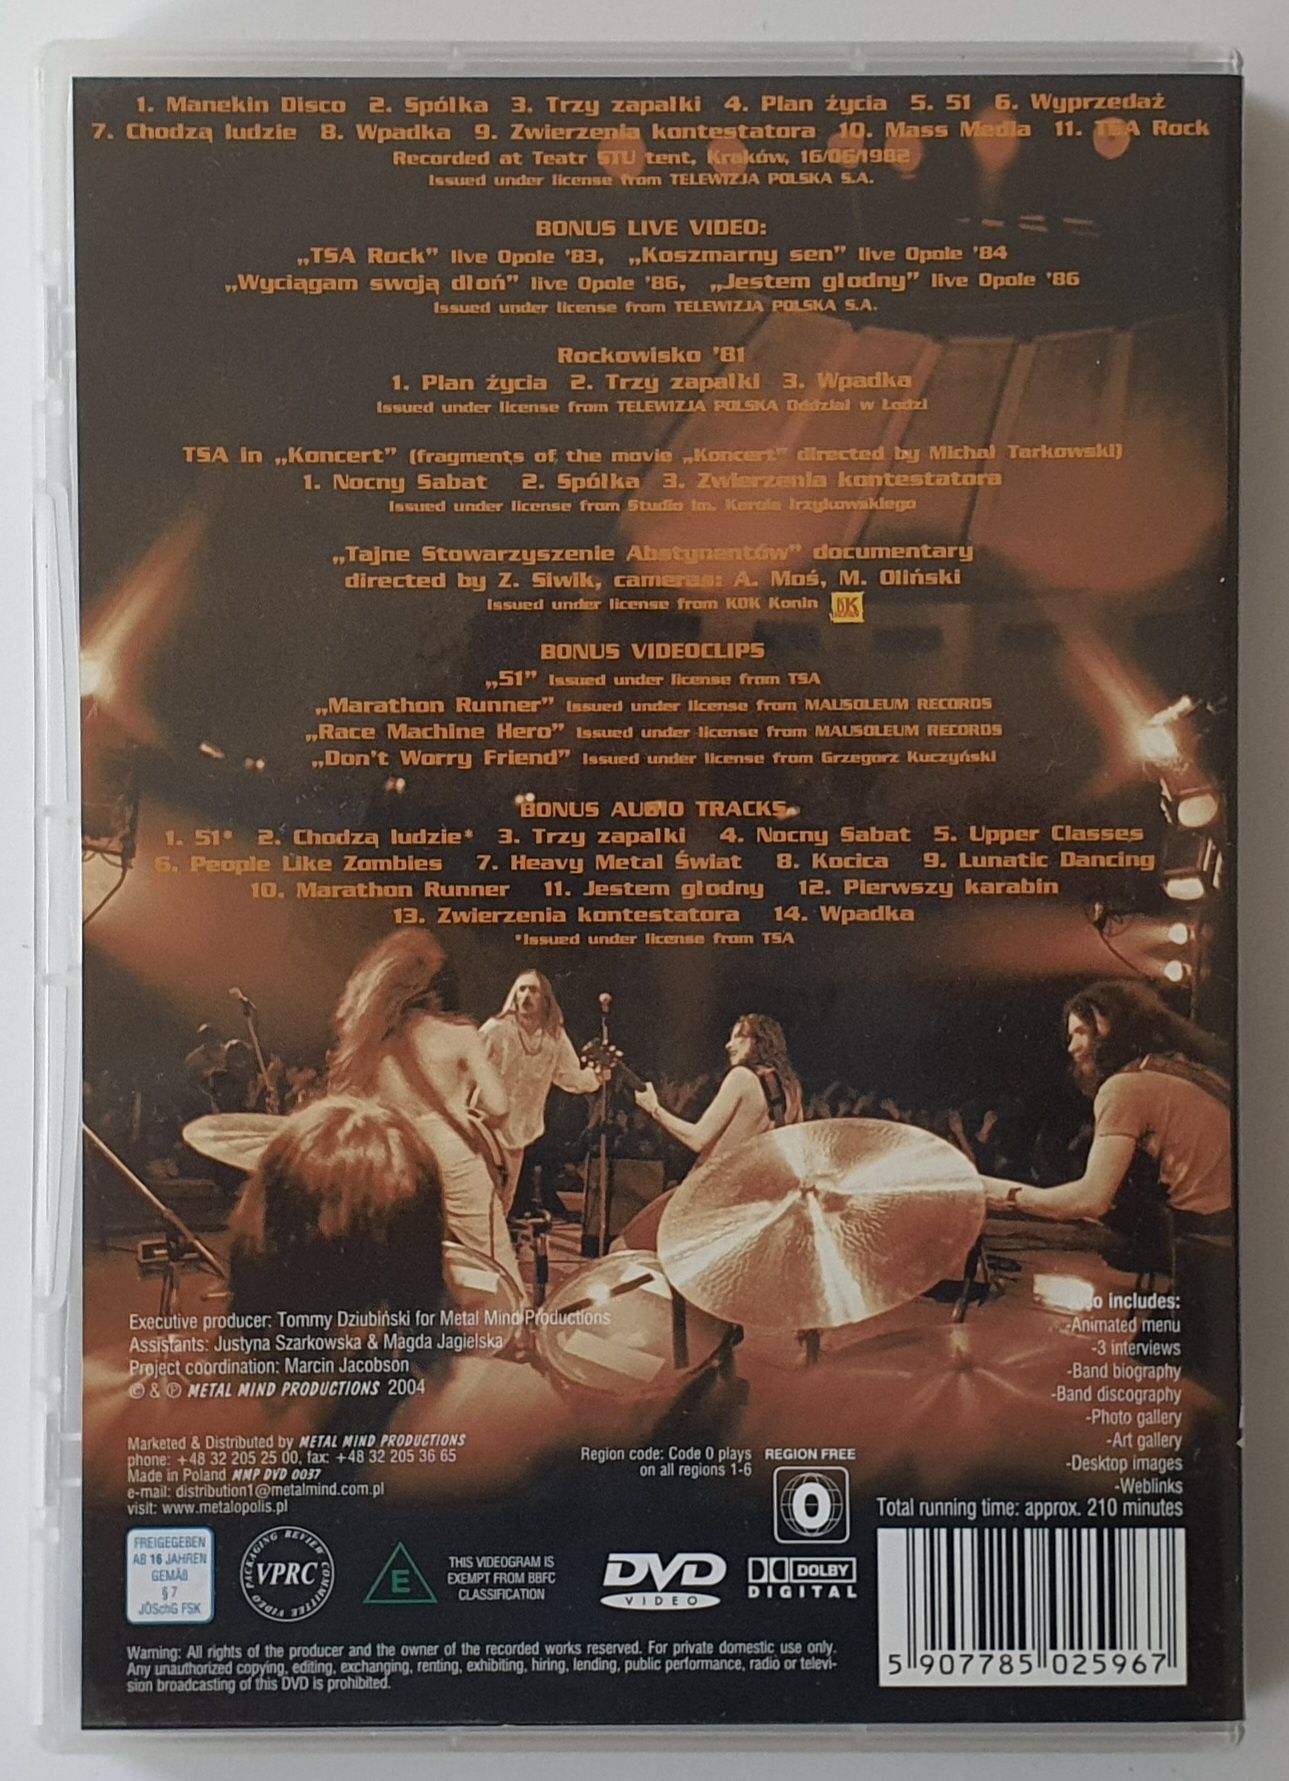 1. Manekin Disco 2. Spółka 3. Trzy zapałki 4. Plan życia 5. 51 6. Wyprzedaż
7. Chodzą ludzie 8. Wpadka 9. Zwierzenia kontestatora 10. Mass Media 11. TSA Rock
Recorded at Teatr STU tent, Kraków, 16/06/1982
Issued under license from TELEWIZJA POLSKA S.A.
BONUS LIVE VIDEO:
„TSA Rock” live Opole '83, „Koszmarny sen” live Opole '84
„Wyciągam swoją dłoń” live Opole '86, „Jestem głodny” live Opole '86
Issued under license from TELEWIZJA POLSKA S.A.
Rockowisko '81
1. Plan życia 2. Trzy zapałki 3. Wpadka
Issued under license from TELEWIZJA POLSKA Oddział w Łodzi
TSA in „Koncert” (fragments of the movie „Koncert” directed by Michał Tarkowski)
1. Nocny Sabat 2. Spółka 3. Zwierzenia kontestatora
Issued under license from Studio Im. Karola Irzykowskiego
„Tajne Stowarzyszenie Abstynentów” documentary
directed by Z. Siwik, cameras: A. Moś, M. Oliński
Issued under license from KDK Konin
BONUS VIDEOCLIPS
„51” Issued under license from TSA
„Marathon Runner” Issued under license from MAUSOLEUM RECORDS
„Race Machine Hero” Issued under license from MAUSOLEUM RECORDS
„Don't Worry Friend” Issued under license from Grzegorz Kuczyński
BONUS AUDIO TRACKS
1. 51* 2. Chodzą ludzie* 3. Trzy zapałki 4. Nocny Sabat 5. Upper Classes
6. People Like Zombies 7. Heavy Metal Świat 8. Kocica 9. Lunatic Dancing
10. Marathon Runner 11. Jestem głodny 12. Pierwszy karabin
13. Zwierzenia kontestatora 14. Wpadka
*Issued under license from TSA
Executive producer: Tommy Dziubiński for Metal Mind Productions
Assistants: Justyna Szarkowska & Magda Jagielska
Project coordination: Marcin Jacobson
© & ℗ METAL MIND PRODUCTIONS 2004
includes:
-Animated menu
-3 interviews
-Band biography
-Band discography
-Photo gallery
-Art gallery
-Desktop images
-Weblinks
Total running time: approx. 210 minutes
Marketed & Distributed by METAL MIND PRODUCTIONS
phone: +48 32 205 25 00, fax: +48 32 205 36 65
Made in Poland MMP DVD 0037
e-mail: distribution1@metalmind.com.pl
visit: www.metalopolis.pl
Region code: Code 0 plays
on all regions 1-6
REGION FREE
0
FREIGEGEBEN
AB 16 JAHREN
GEMÄß
§ 7
JÖSchG FSK
PACKAGING REVIEW COMMITTEE VIDEO
VPRC
E
THIS VIDEOGRAM IS
EXEMPT FROM BBFC
CLASSIFICATION
DVD
VIDEO
DOLBY
DIGITAL
Warning: All rights of the producer and the owner of the recorded works reserved. For private domestic use only.
Any unauthorized copying, editing, exchanging, renting, exhibiting, hiring, lending, public performance, radio or televi-
sion broadcasting of this DVD is prohibited.
5 907785 025967